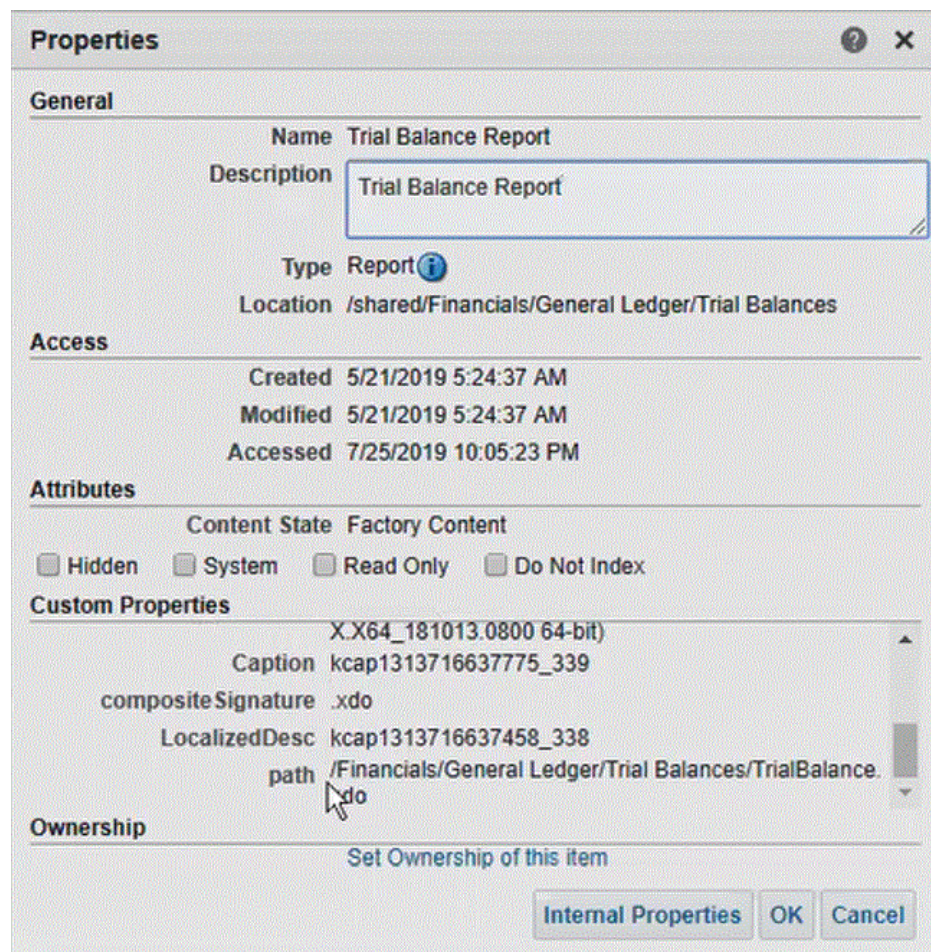 Properties
General
Name Trial Balance Report
Description Trial Balance Report
Type Report
Location /shared/Financials/General Ledger/Trial Balances
Access
Created 5/21/2019 5:24:37 AM
Modified 5/21/2019 5:24:37 AM
Accessed 7/25/2019 10:05:23 PM
Attributes
Content State Factory Content
Hidden System Read Only Do Not Index
Custom Properties
X.X64_181013.0800 64-bit)
Caption kcap1313716637775_339
compositeSignature .xdo
LocalizedDesc kcap1313716637458_338
path /Financials/General Ledger/Trial Balances/TrialBalance.
do
Ownership
Set Ownership of this item
Internal Properties OK Cancel